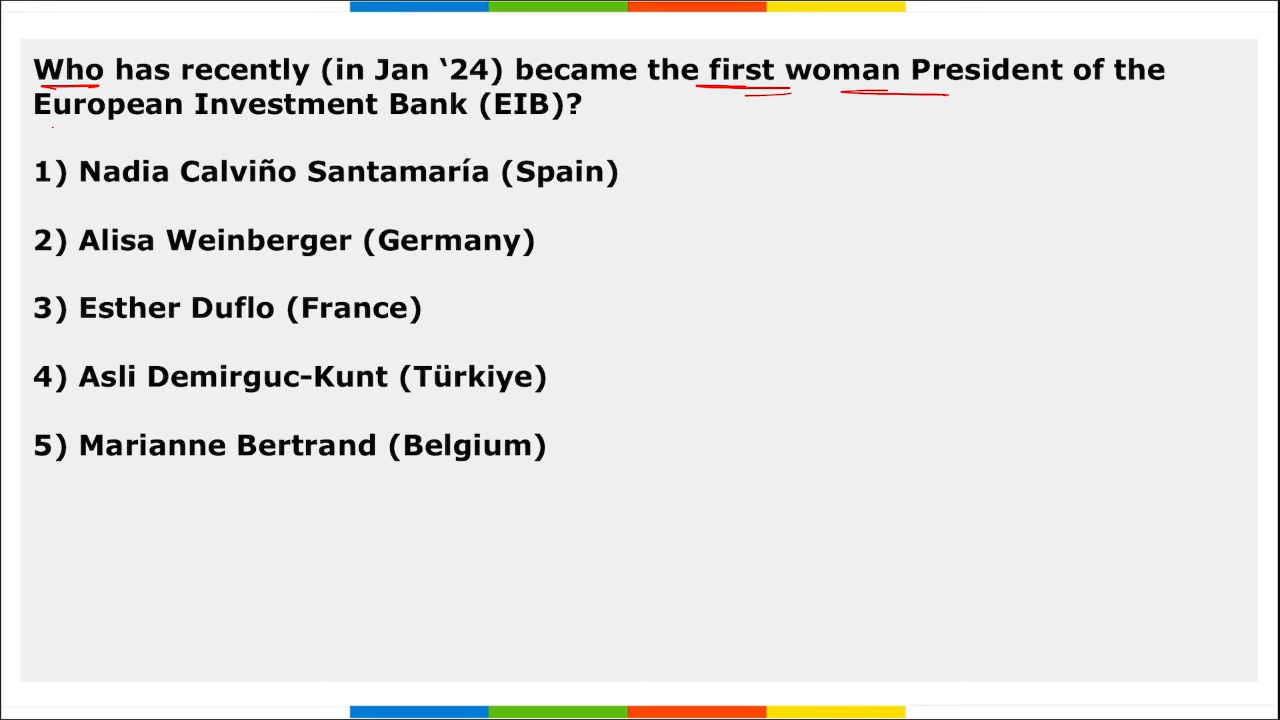 Who has recently (in Jan ‘24) became the first woman President of the
European Investment Bank (EIB)?
1) Nadia Calviño Santamaría (Spain)
2) Alisa Weinberger (Germany)
3) Esther Duflo (France)
4) Asli Demirguc-Kunt (Türkiye)
5) Marianne Bertrand (Belgium)